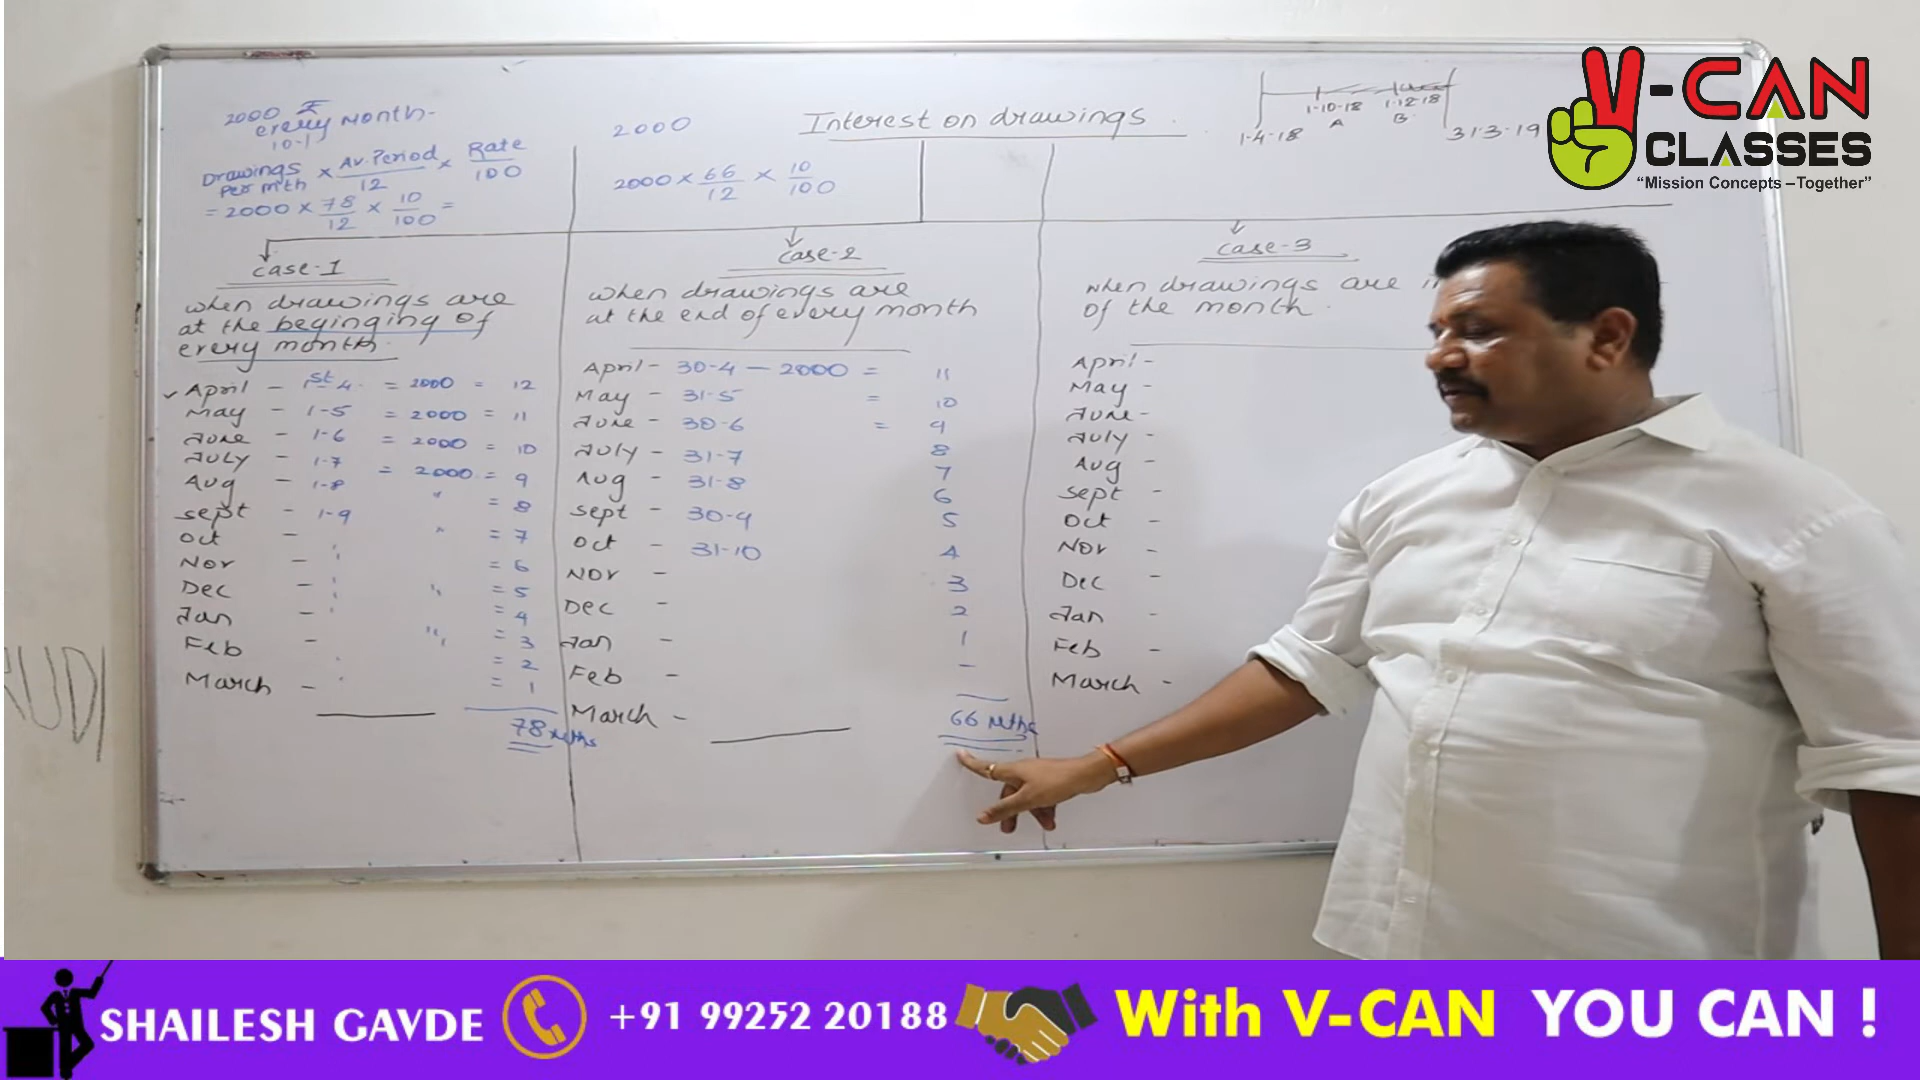 2000 ₹
every month-
10-1
Drawings per mth × Av. Period / 12 × Rate / 100
= 2000 × 78/12 × 10/100 =
2000
2000 × 66/12 × 10/100
Interest on drawings
1-4-18
1-10-18
A
1-12-18
B
31-3-19
V-CAN
CLASSES
“Mission Concepts –Together”
case-1
when drawings are
at the beginging of
every month.
April - 1st 4. = 2000 = 12
May - 1-5 = 2000 = 11
June - 1-6 = 2000 = 10
July - 1-7 = 2000 = 9
Aug - 1-8 " = 8
Sept - 1-9 " = 7
Oct - = 6
Nov - " = 5
Dec - = 4
Jan - " = 3
Feb - = 2
March - = 1
78 mths
Case-2
when drawings are
at the end of every month
April - 30-4 - 2000 = 11
May - 31-5 = 10
June - 30-6 = 9
July - 31-7 8
Aug - 31-8 7
Sept - 30-9 6
Oct - 31-10 5
Nov - 4
Dec - 3
Jan - 2
Feb - 1
March - -
66 mths
Case-3
when drawings are
of the month.
April -
May -
June -
July -
Aug -
Sept -
Oct -
Nov -
Dec -
Jan -
Feb -
March -
RUDI
SHAILESH GAVDE
+91 99252 20188
With V-CAN YOU CAN !